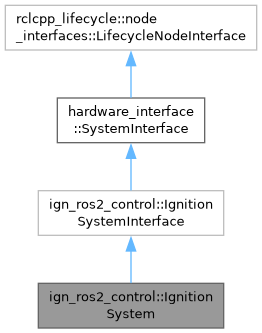 rclcpp_lifecycle::node
_interfaces::LifecycleNodeInterface
hardware_interface
::SystemInterface
ign_ros2_control::Ignition
SystemInterface
ign_ros2_control::Ignition
System